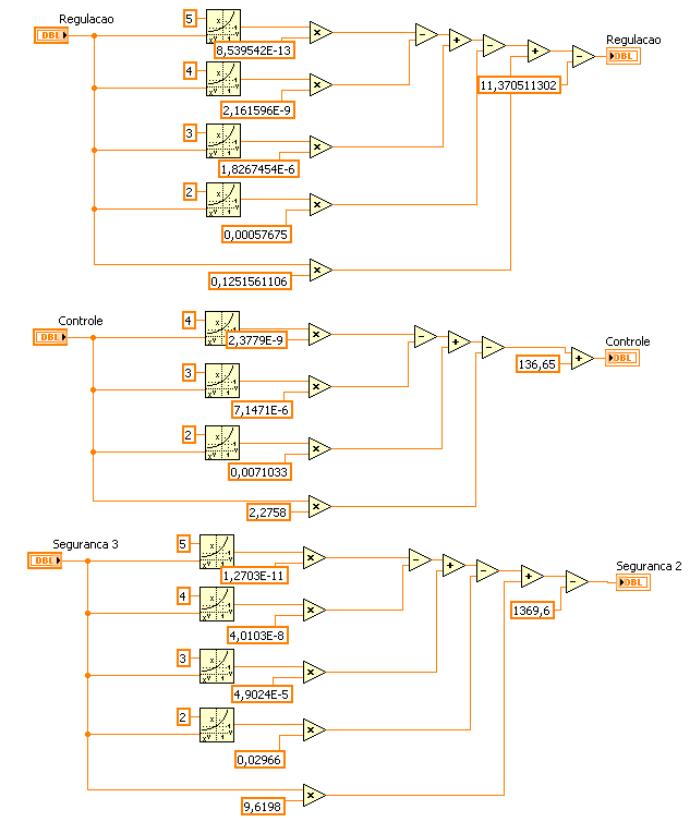 Regulacao
DBL
5
8,539542E-13
4
2,161596E-9
3
1,8267454E-6
2
0,00057675
0,1251561106
11,370511302
Regulacao
DBL
Controle
DBL
4
2,3779E-9
3
7,1471E-6
2
0,0071033
2,2758
136,65
Controle
DBL
Seguranca 3
DBL
5
1,2703E-11
4
4,0103E-8
3
4,9024E-5
2
0,02966
9,6198
1369,6
Seguranca 2
DBL